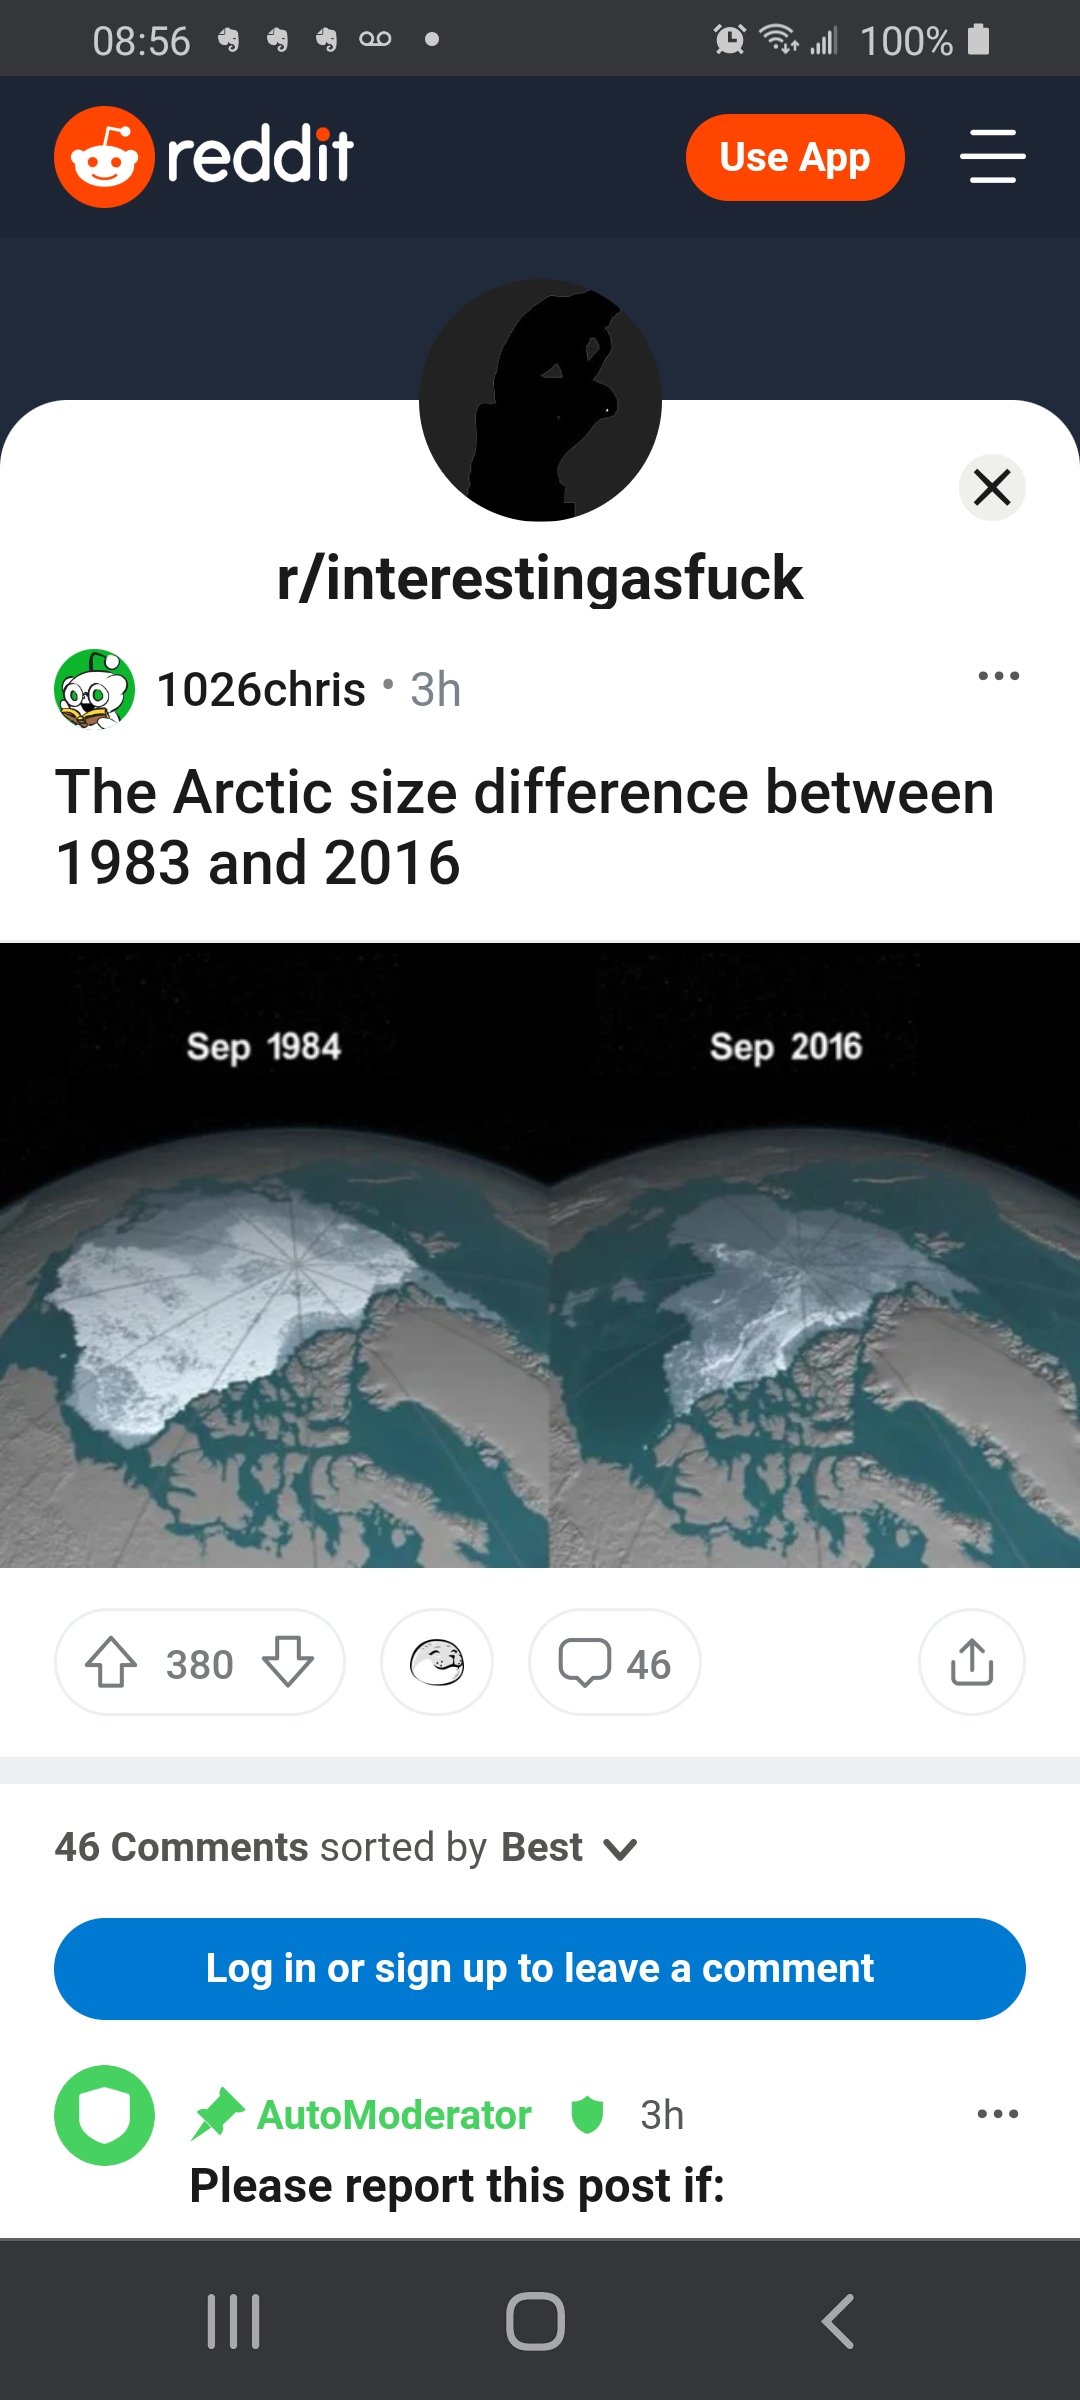 08:56
100%
reddit
Use App
r/interestingasfuck
1026chris • 3h
The Arctic size difference between
1983 and 2016
Sep 1984
Sep 2016
380
46
46 Comments sorted by Best
Log in or sign up to leave a comment
AutoModerator 3h
Please report this post if: